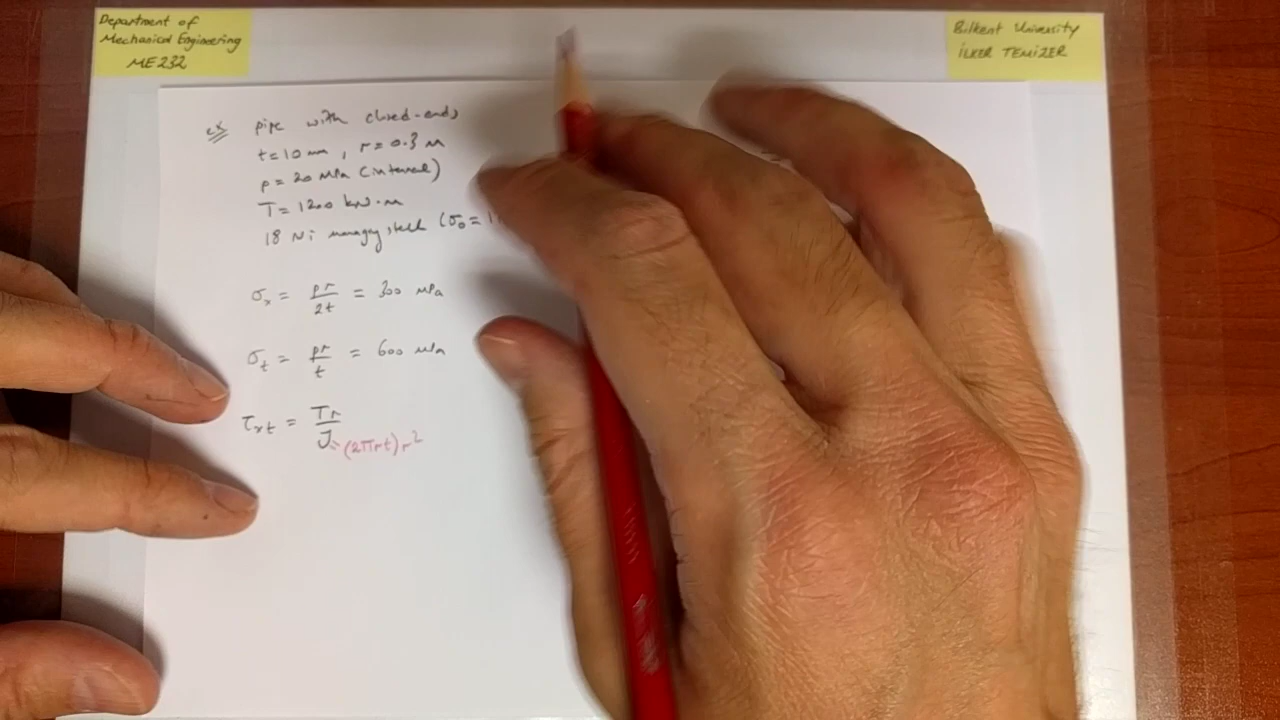 Department of
Mechanical Engineering
ME232
Bilkent University
İLKER TEMİZER
ex pipe with closed-ends
t = 10 mm, r = 0.3 m
p = 20 MPa (internal)
T = 1200 kN·m
18 Ni maraging steel (σ₀ =
σₓ = pr/2t = 300 MPa
σₜ = pr/t = 600 MPa
τₓₜ = Tr/J
(2πrt)r²